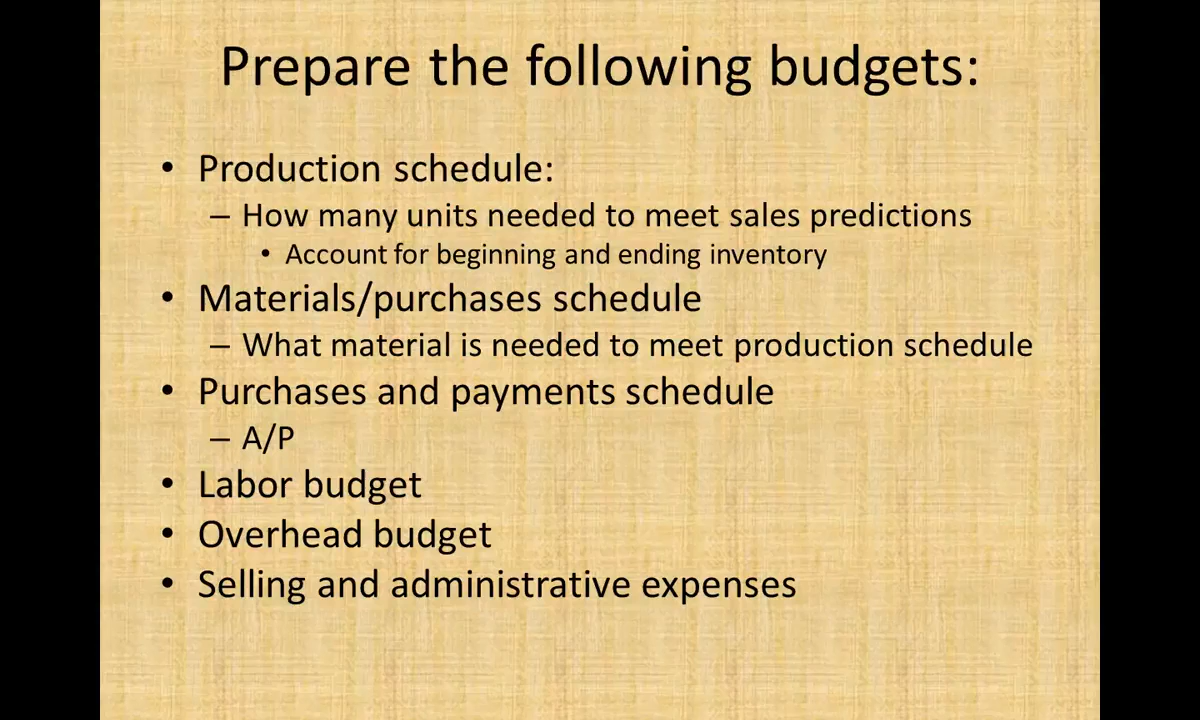 Prepare the following budgets:
• Production schedule:
– How many units needed to meet sales predictions
• Account for beginning and ending inventory
• Materials/purchases schedule
– What material is needed to meet production schedule
• Purchases and payments schedule
– A/P
• Labor budget
• Overhead budget
• Selling and administrative expenses